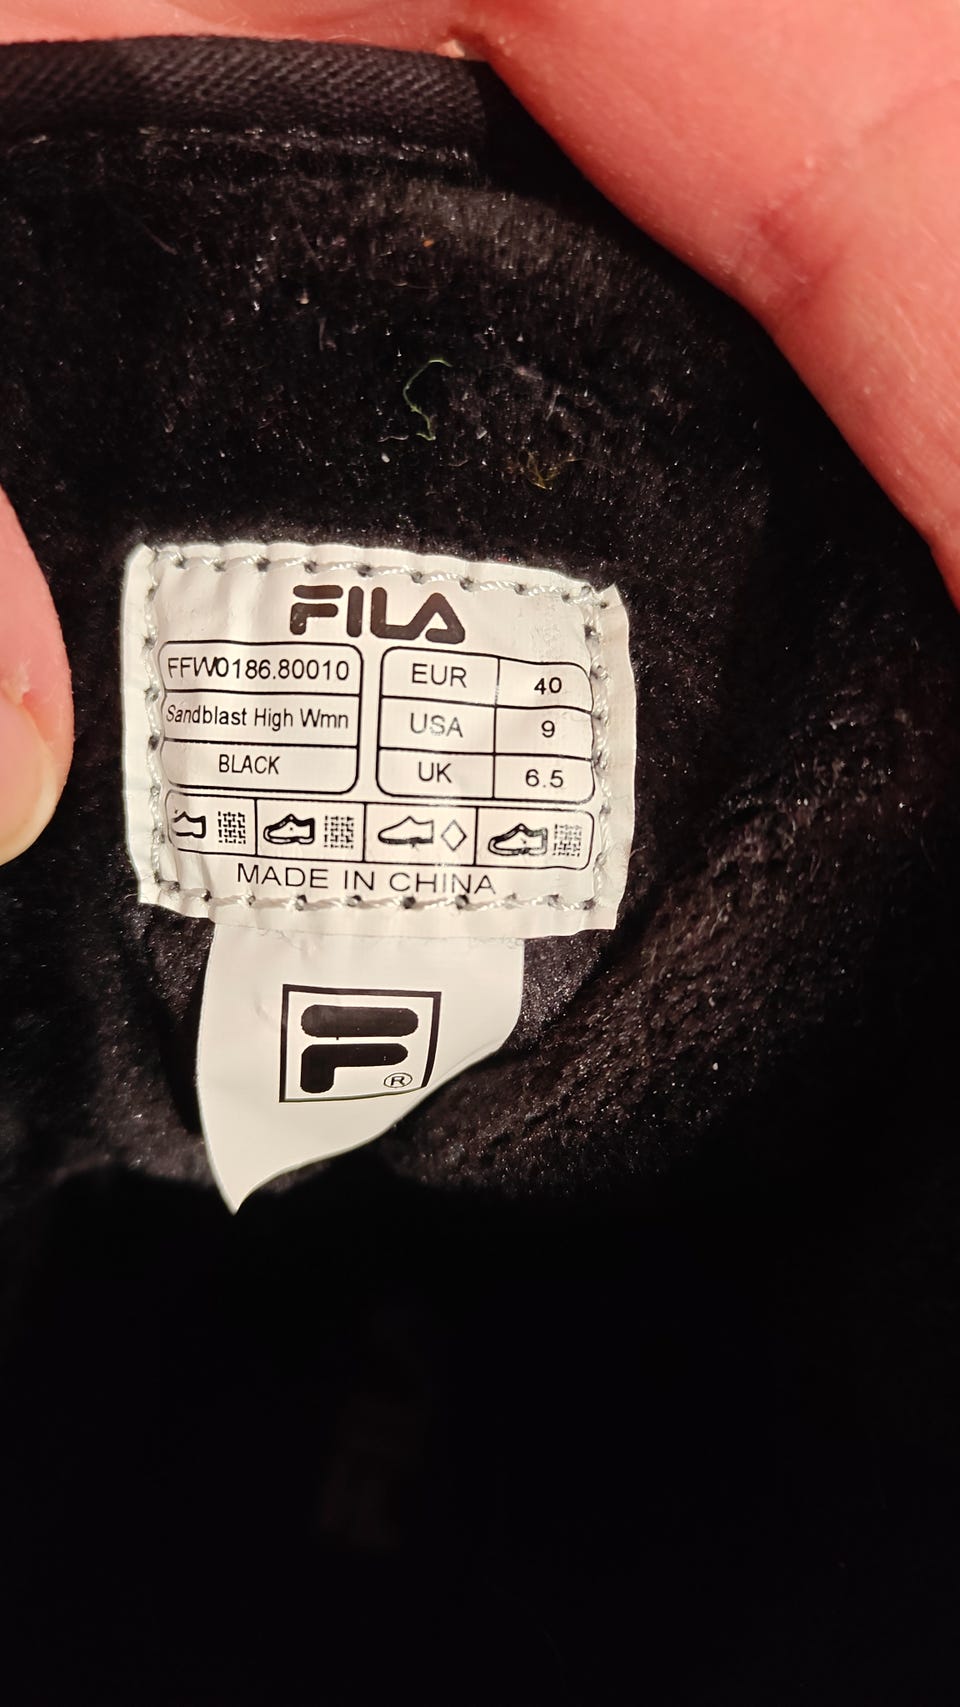 FILA
FFW0186.80010
Sandblast High Wmn
BLACK
EUR 40
USA 9
UK 6.5
MADE IN CHINA
F
®